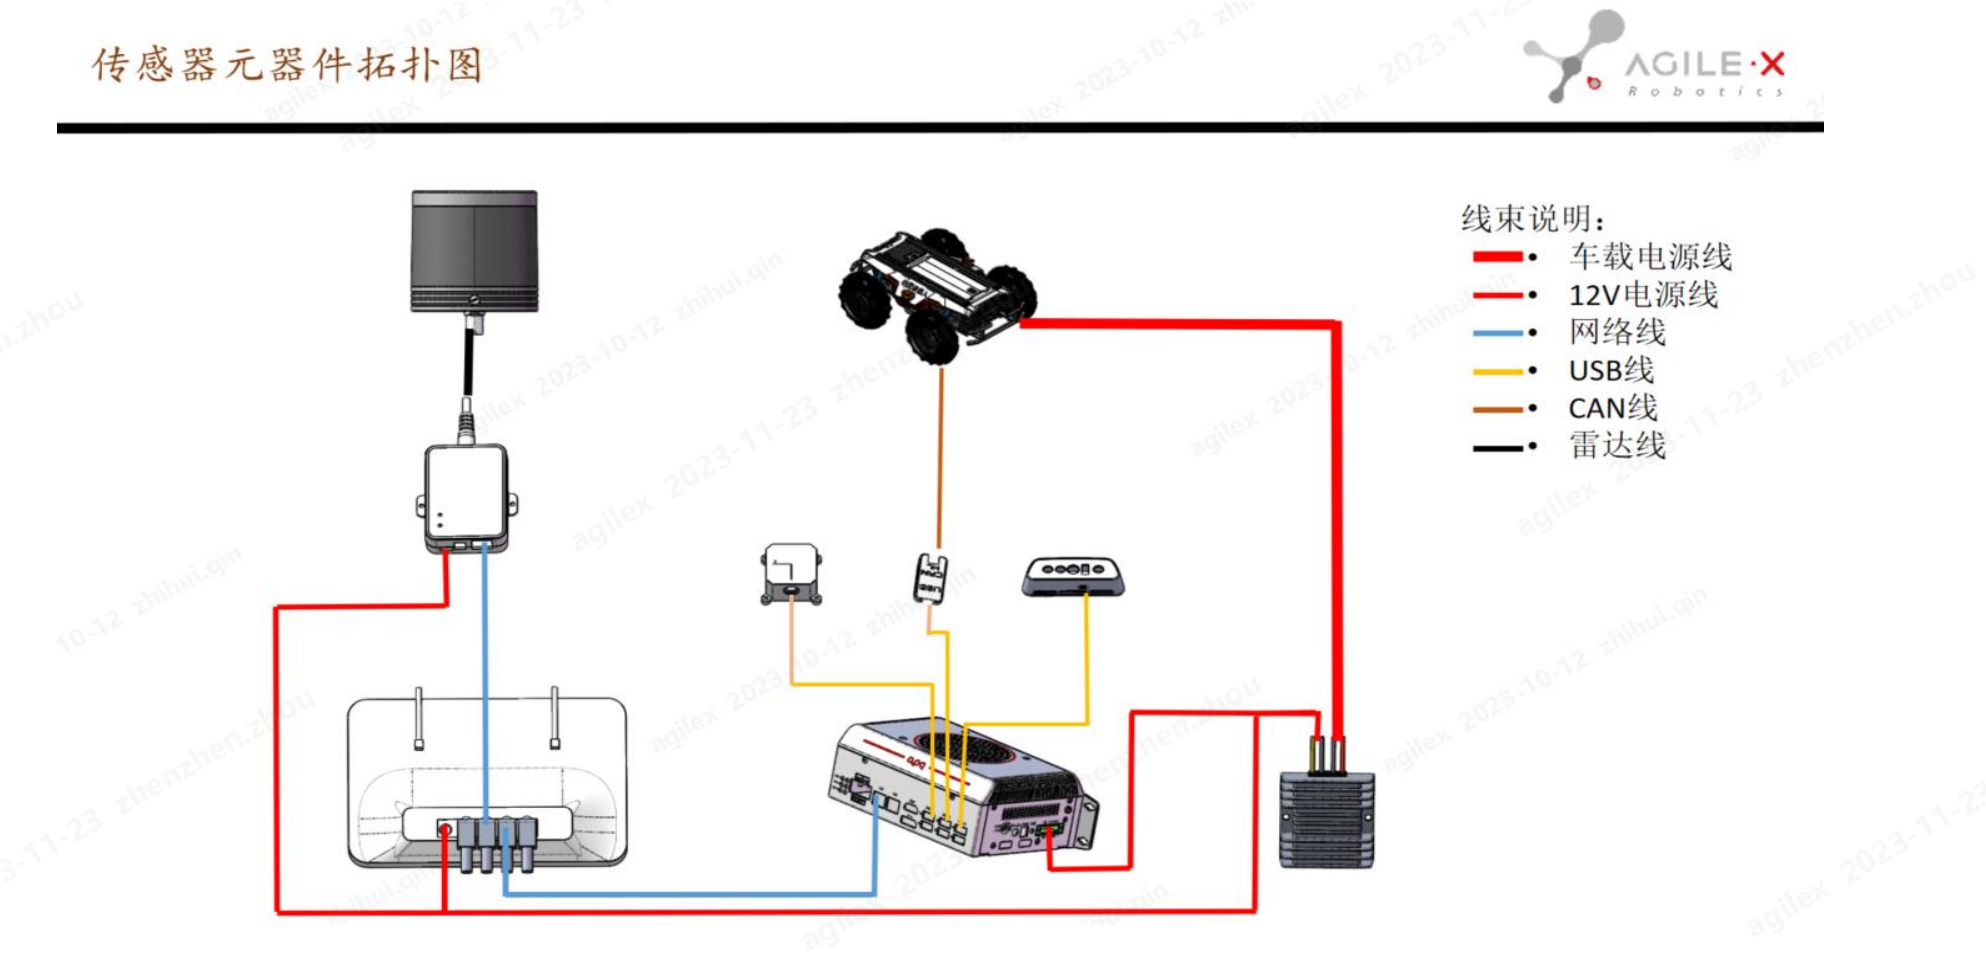 传感器元器件拓扑图
AGILE·X
Robotics
线束说明：
• 车载电源线
• 12V电源线
• 网络线
• USB线
• CAN线
• 雷达线
CAN
USB
agilex 2023-10-12 zhihui.qin
agilex 2023-11-23 zhenzhen.zhou